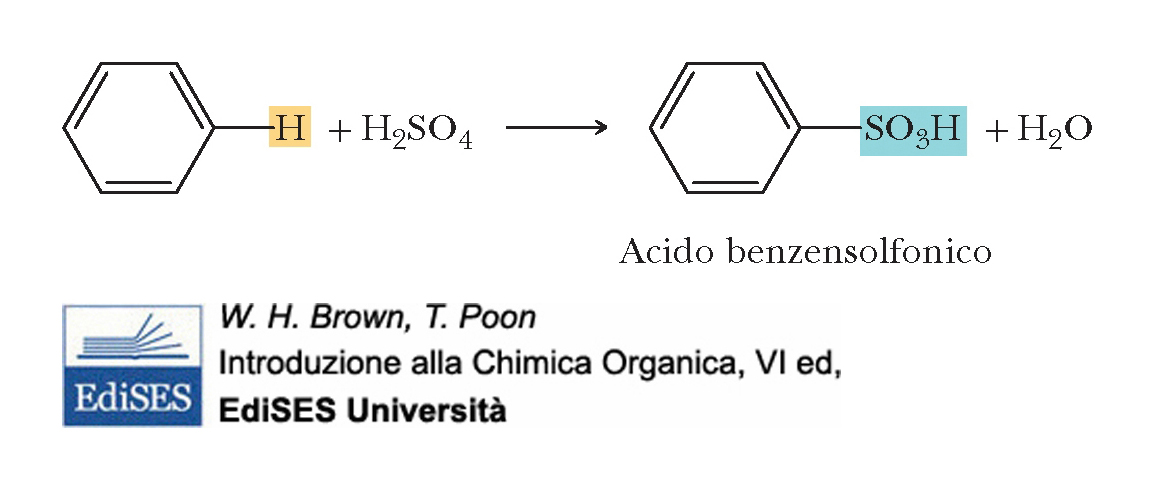 H + H₂SO₄ ⟶ SO₃H + H₂O
Acido benzensolfonico
W. H. Brown, T. Poon
Introduzione alla Chimica Organica, VI ed,
EdiSES Università
EdiSES